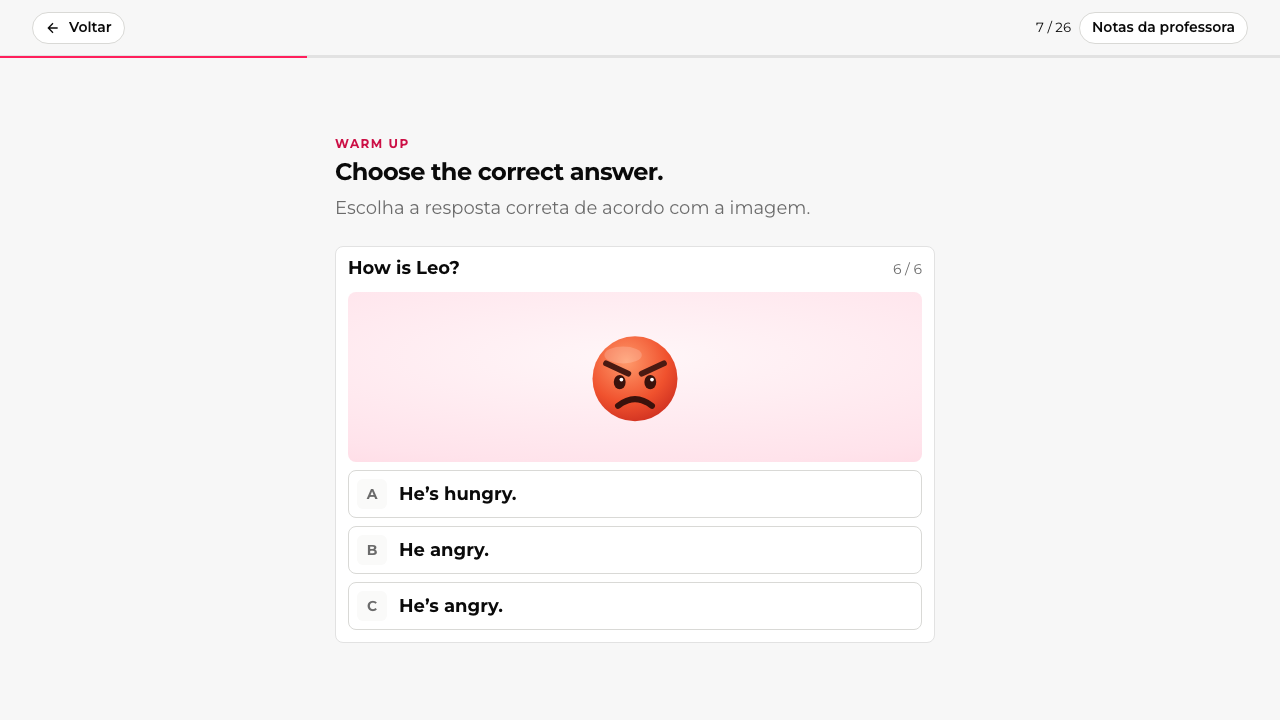 Voltar
7 / 26
Notas da professora
WARM UP
Choose the correct answer.
Escolha a resposta correta de acordo com a imagem.
How is Leo?
6 / 6
A He’s hungry.
B He angry.
C He’s angry.